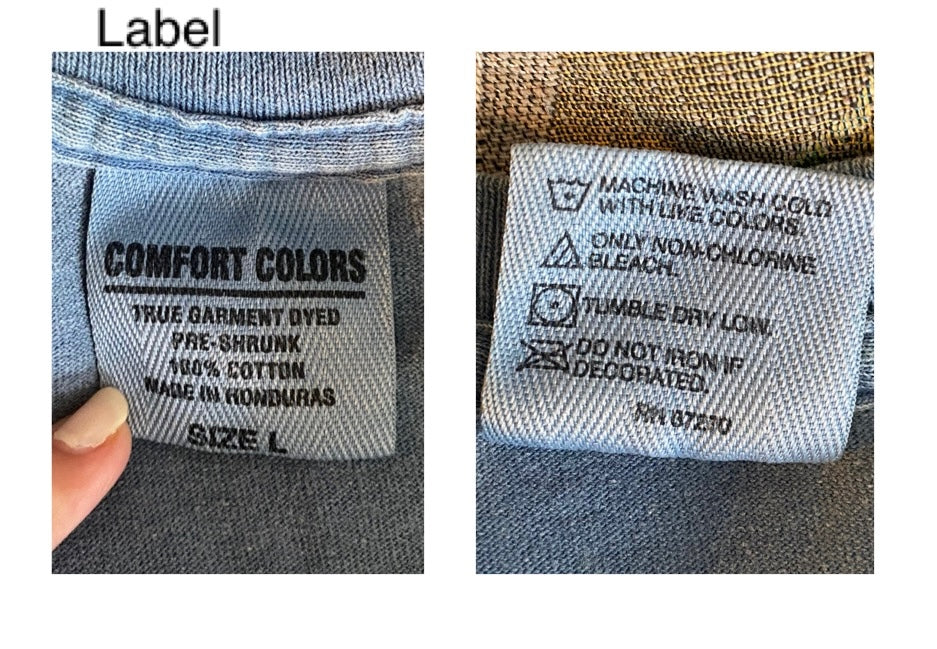 Label
COMFORT COLORS
TRUE GARMENT DYED
PRE-SHRUNK
100% COTTON
MADE IN HONDURAS
SIZE L
MACHINE WASH COLD
WITH LIKE COLORS.
ONLY NON-CHLORINE
BLEACH.
TUMBLE DRY LOW.
DO NOT IRON IF
DECORATED.
RN